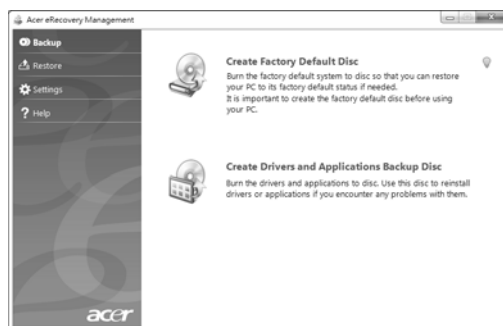 Acer eRecovery Management
Backup
Restore
Settings
Help
Create Factory Default Disc
Burn the factory default system to disc so that you can restore
your PC to its factory default status if needed.
It is important to create the factory default disc before using
your PC.
Create Drivers and Applications Backup Disc
Burn the drivers and applications to disc. Use this disc to reinstall
drivers or applications if you encounter any problems with them.
acer